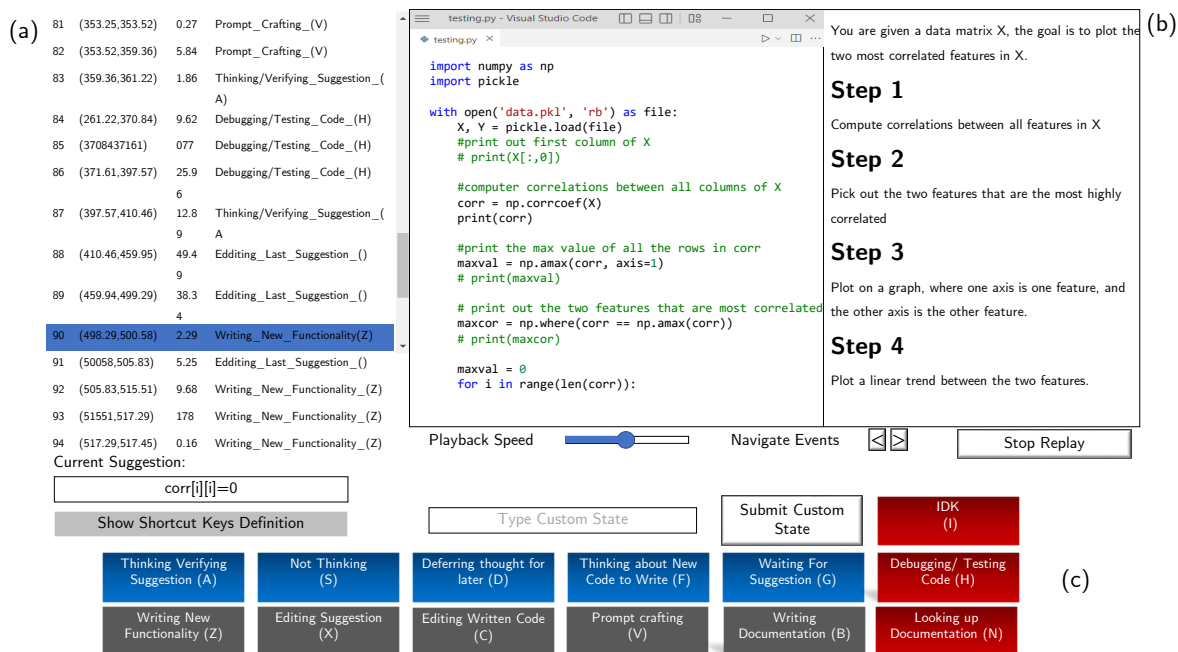 (a)
81 (353.25,353.52) 0.27 Prompt_Crafting_(V)
82 (353.52,359.36) 5.84 Prompt_Crafting_(V)
83 (359.36,361.22) 1.86 Thinking/Verifying_Suggestion_(
A)
84 (261.22,370.84) 9.62 Debugging/Testing_Code_(H)
85 (3708437161) 077 Debugging/Testing_Code_(H)
86 (371.61,397.57) 25.9 Debugging/Testing_Code_(H)
6
87 (397.57,410.46) 12.8 Thinking/Verifying_Suggestion_(
9 A
88 (410.46,459.95) 49.4 Edditing_Last_Suggestion_()
9
89 (459.94,499.29) 38.3 Edditing_Last_Suggestion_()
4
90 (498.29,500.58) 2.29 Writing_New_Functionality(Z)
91 (50058,505.83) 5.25 Edditing_Last_Suggestion_()
92 (505.83,515.51) 9.68 Writing_New_Functionality_(Z)
93 (51551,517.29) 178 Writing_New_Functionality_(Z)
94 (517.29,517.45) 0.16 Writing_New_Functionality_(Z)
testing.py - Visual Studio Code
testing.py
import numpy as np
import pickle
with open('data.pkl', 'rb') as file:
X, Y = pickle.load(file)
#print out first column of X
# print(X[:,0])
#computer correlations between all columns of X
corr = np.corrcoef(X)
print(corr)
#print the max value of all the rows in corr
maxval = np.amax(corr, axis=1)
# print(maxval)
# print out the two features that are most correlated
maxcor = np.where(corr == np.amax(corr))
# print(maxcor)
maxval = 0
for i in range(len(corr)):
(b)
You are given a data matrix X, the goal is to plot the
two most correlated features in X.
Step 1
Compute correlations between all features in X
Step 2
Pick out the two features that are the most highly
correlated
Step 3
Plot on a graph, where one axis is one feature, and
the other axis is the other feature.
Step 4
Plot a linear trend between the two features.
Playback Speed
Navigate Events
< >
Stop Replay
Current Suggestion:
corr[i][i]=0
Show Shortcut Keys Definition
Type Custom State
Submit Custom
State
IDK
(I)
Thinking Verifying
Suggestion (A)
Not Thinking
(S)
Deferring thought for
later (D)
Thinking about New
Code to Write (F)
Waiting For
Suggestion (G)
Debugging/ Testing
Code (H)
(c)
Writing New
Functionality (Z)
Editing Suggestion
(X)
Editing Written Code
(C)
Prompt crafting
(V)
Writing
Documentation (B)
Looking up
Documentation (N)